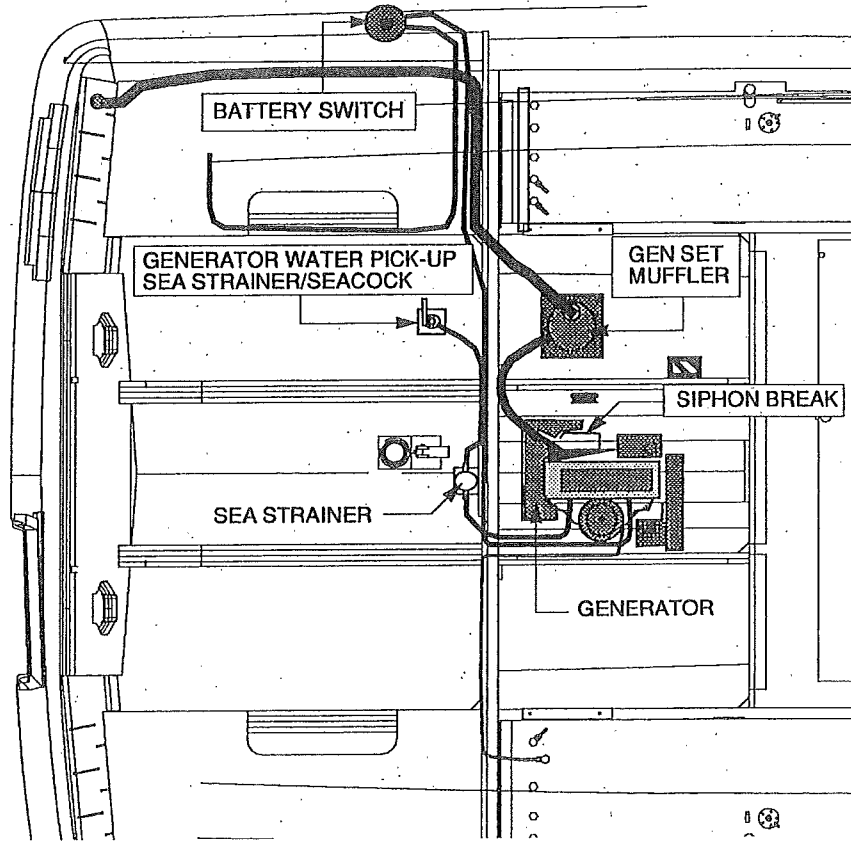 BATTERY SWITCH
GENERATOR WATER PICK-UP
SEA STRAINER/SEACOCK
GEN SET
MUFFLER
SIPHON BREAK
SEA STRAINER
GENERATOR